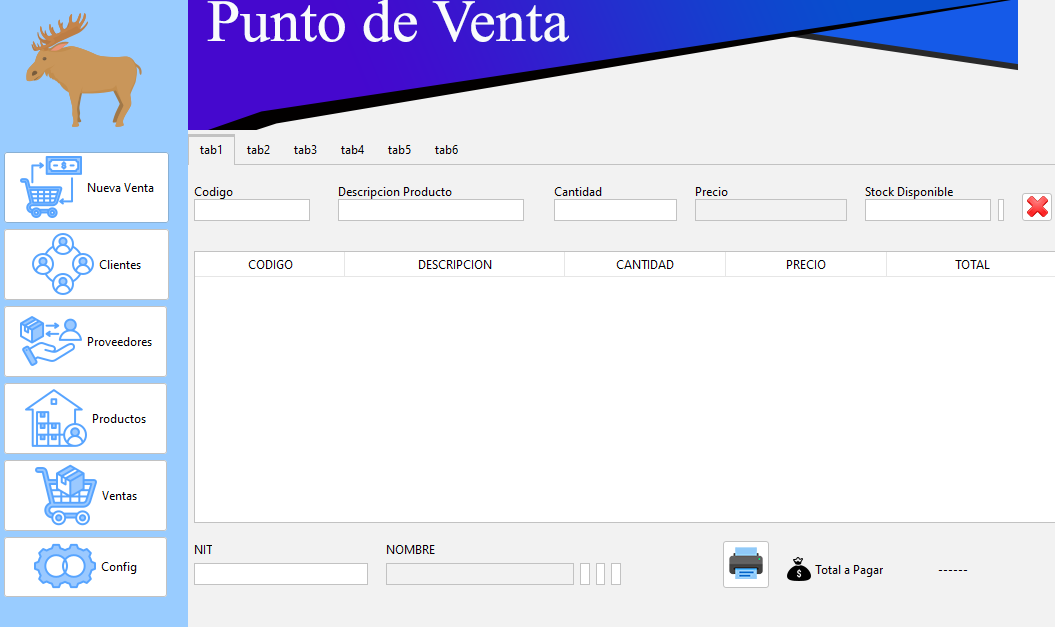 Punto de Venta
tab1 tab2 tab3 tab4 tab5 tab6
Nueva Venta
Clientes
Proveedores
Productos
Ventas
Config
Codigo Descripcion Producto Cantidad Precio Stock Disponible
CODIGO DESCRIPCION CANTIDAD PRECIO TOTAL
NIT NOMBRE
$ Total a Pagar ------